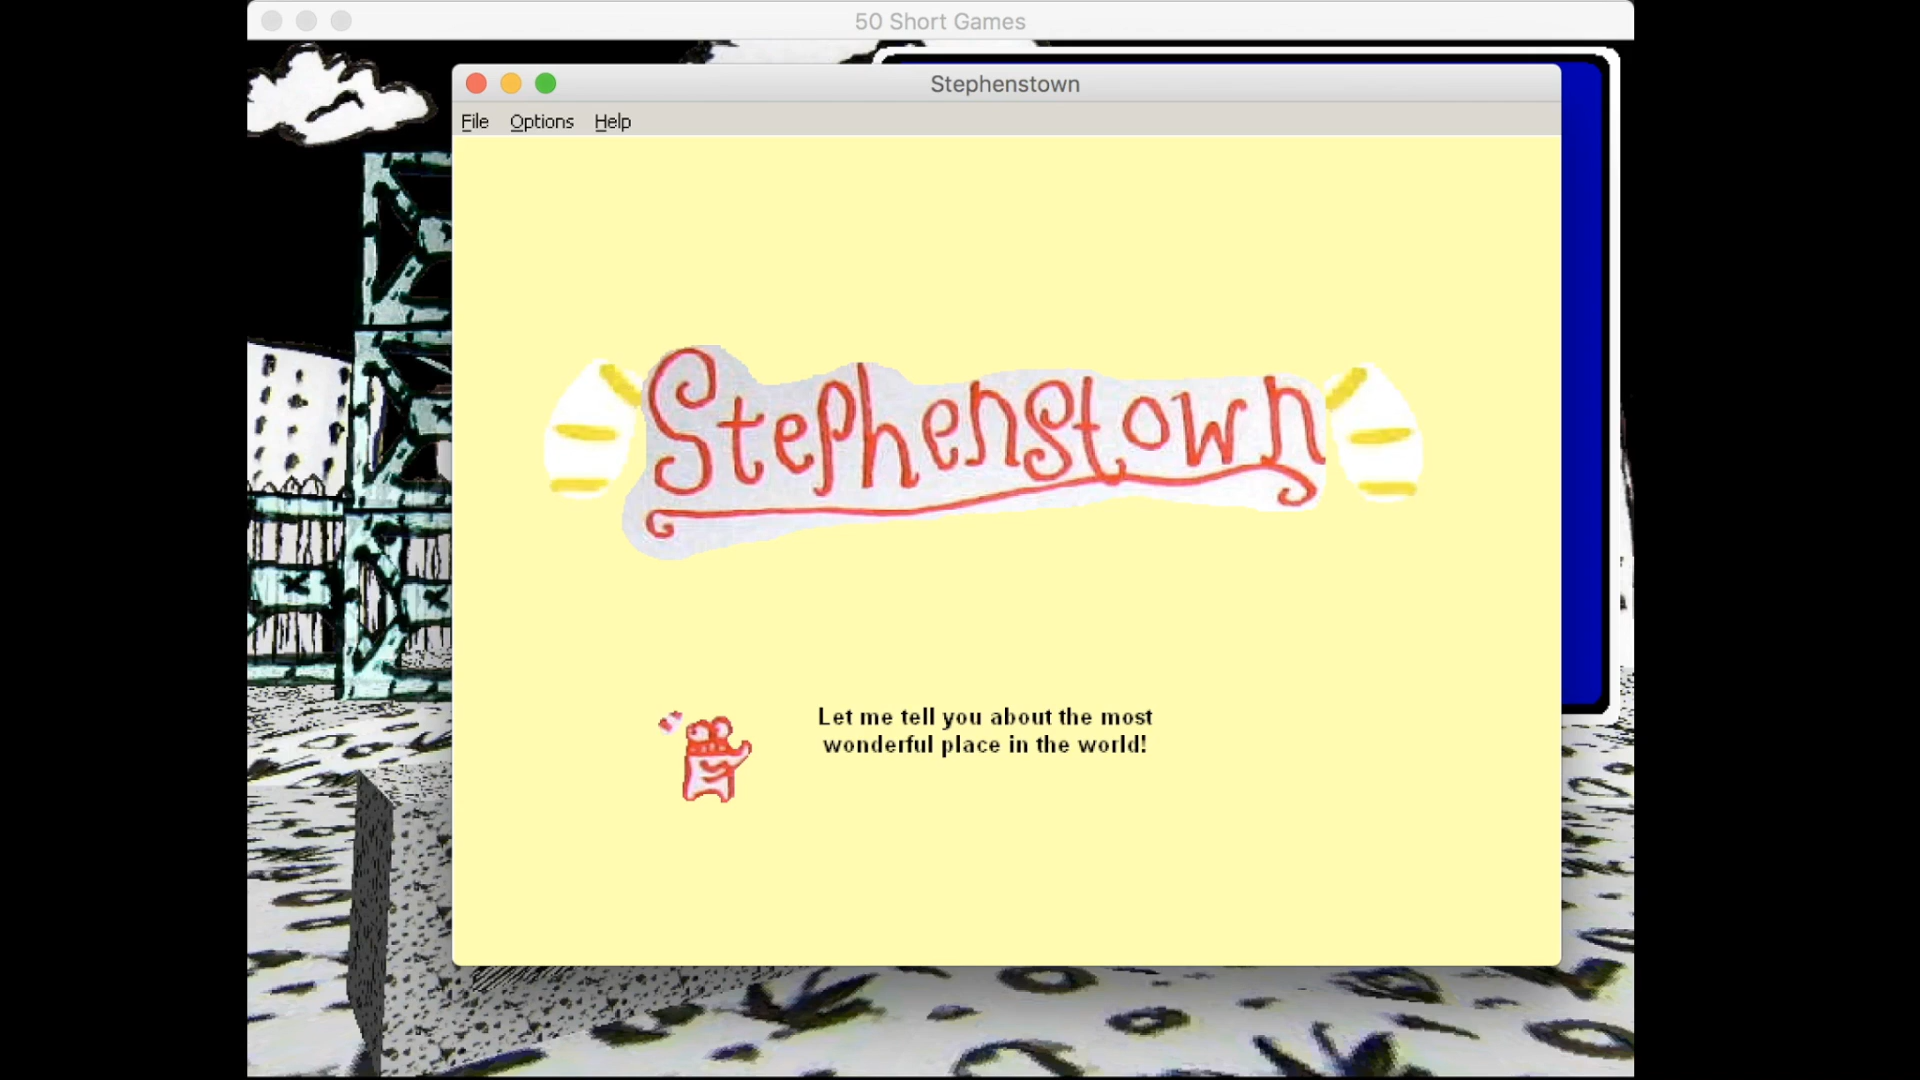 50 Short Games
Stephenstown
File Options Help
Stephenstown
Let me tell you about the most
wonderful place in the world!